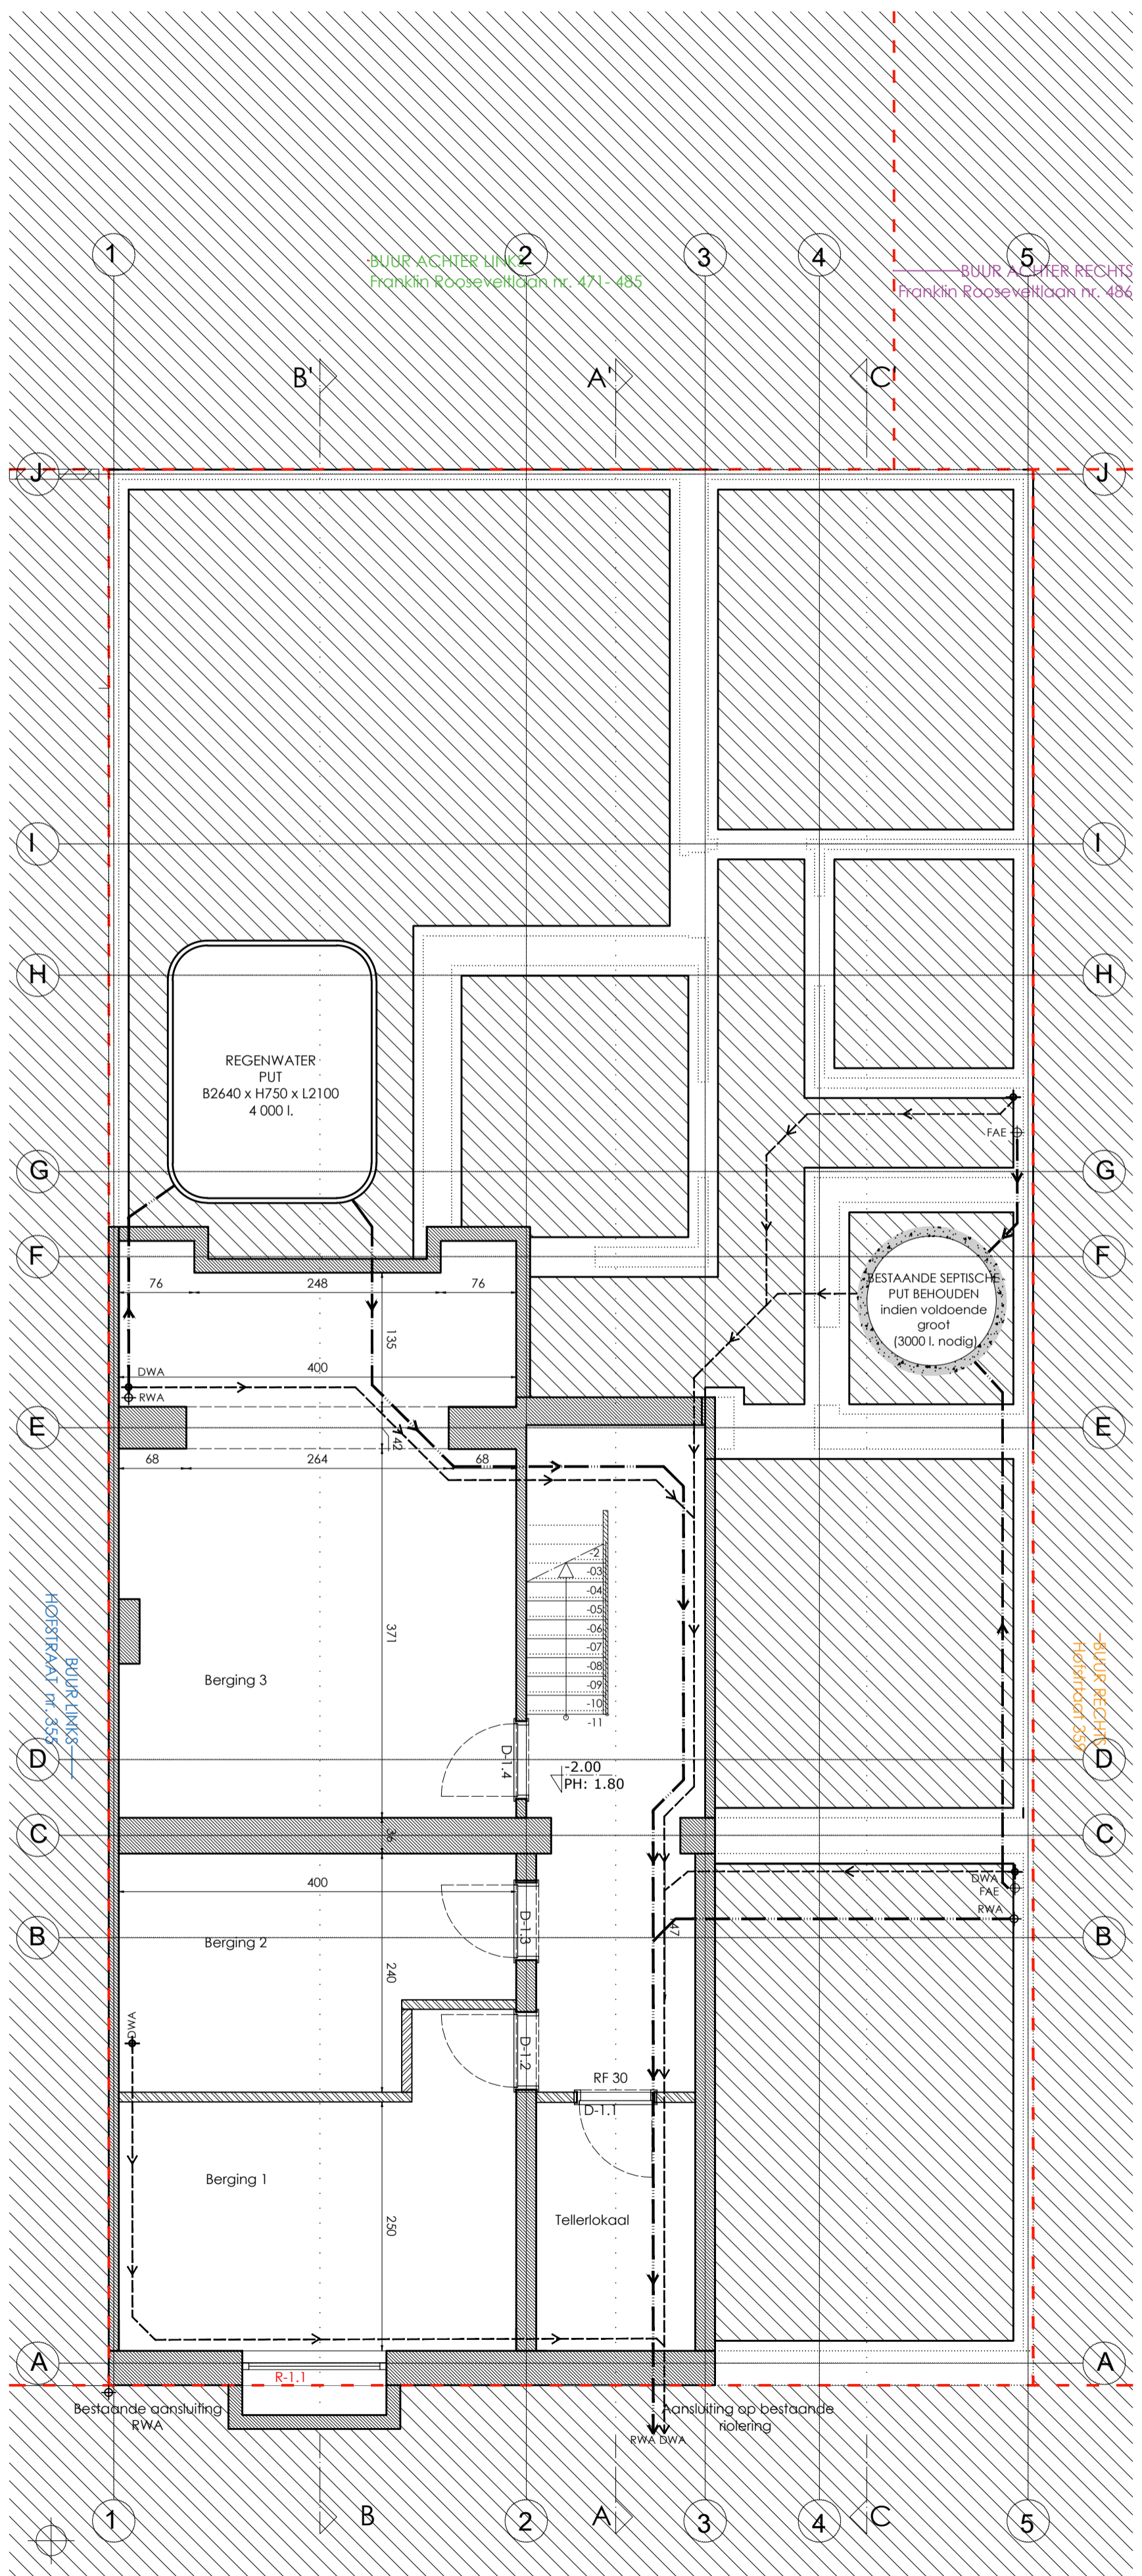 1
2
3
4
5
BUUR ACHTER LINKS
Franklin Rooseveltlaan nr. 471- 485
BUUR ACHTER RECHTS
Franklin Rooseveltlaan nr. 486
B'
A'
C'
J
J
I
I
H
H
REGENWATER
PUT
B2640 x H750 x L2100
4 000 l.
FAE
G
G
F
F
BESTAANDE SEPTISCHE
PUT BEHOUDEN
indien voldoende
groot
(3000 l. nodig)
76
248
76
135
DWA
400
RWA
E
E
42
68
264
68
-2
-03
-04
-05
-06
-07
-08
-09
-10
-11
371
Berging 3
HOFSTRAAT nr. 355
BUUR LINKS
BUUR RECHTS
Hofstrtaat 359
D
D
D-1.4
-2.00
PH: 1.80
C
C
36
DWA
FAE
RWA
400
B
B
Berging 2
D-1.3
47
240
DWA
D-1.2
RF 30
D-1.1
Berging 1
250
Tellerlokaal
A
A
R-1.1
Bestaande aansluiting
RWA
Aansluiting op bestaande
riolering
RWA DWA
B
A
C
1
2
3
4
5